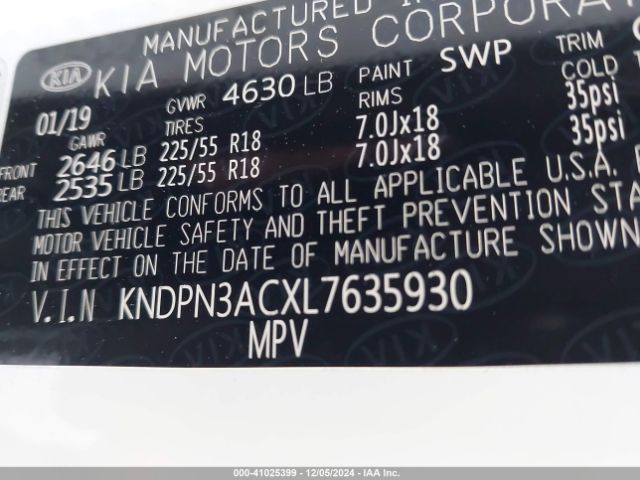 MANUFACTURED IN
KIA KIA MOTORS CORPORAT
01/19 GVWR 4630 LB PAINT SWP TRIM
GAWR TIRES RIMS COLD
FRONT 2646 LB 225/55 R18 7.0Jx18 35psi
REAR 2535 LB 225/55 R18 7.0Jx18 35psi
THIS VEHICLE CONFORMS TO ALL APPLICABLE U.S.A.
MOTOR VEHICLE SAFETY AND THEFT PREVENTION STA
IN EFFECT ON THE DATE OF MANUFACTURE SHOWN
V.I.N KNDPN3ACXL7635930
MPV
000-41025399 - 12/05/2024 - IAA Inc.